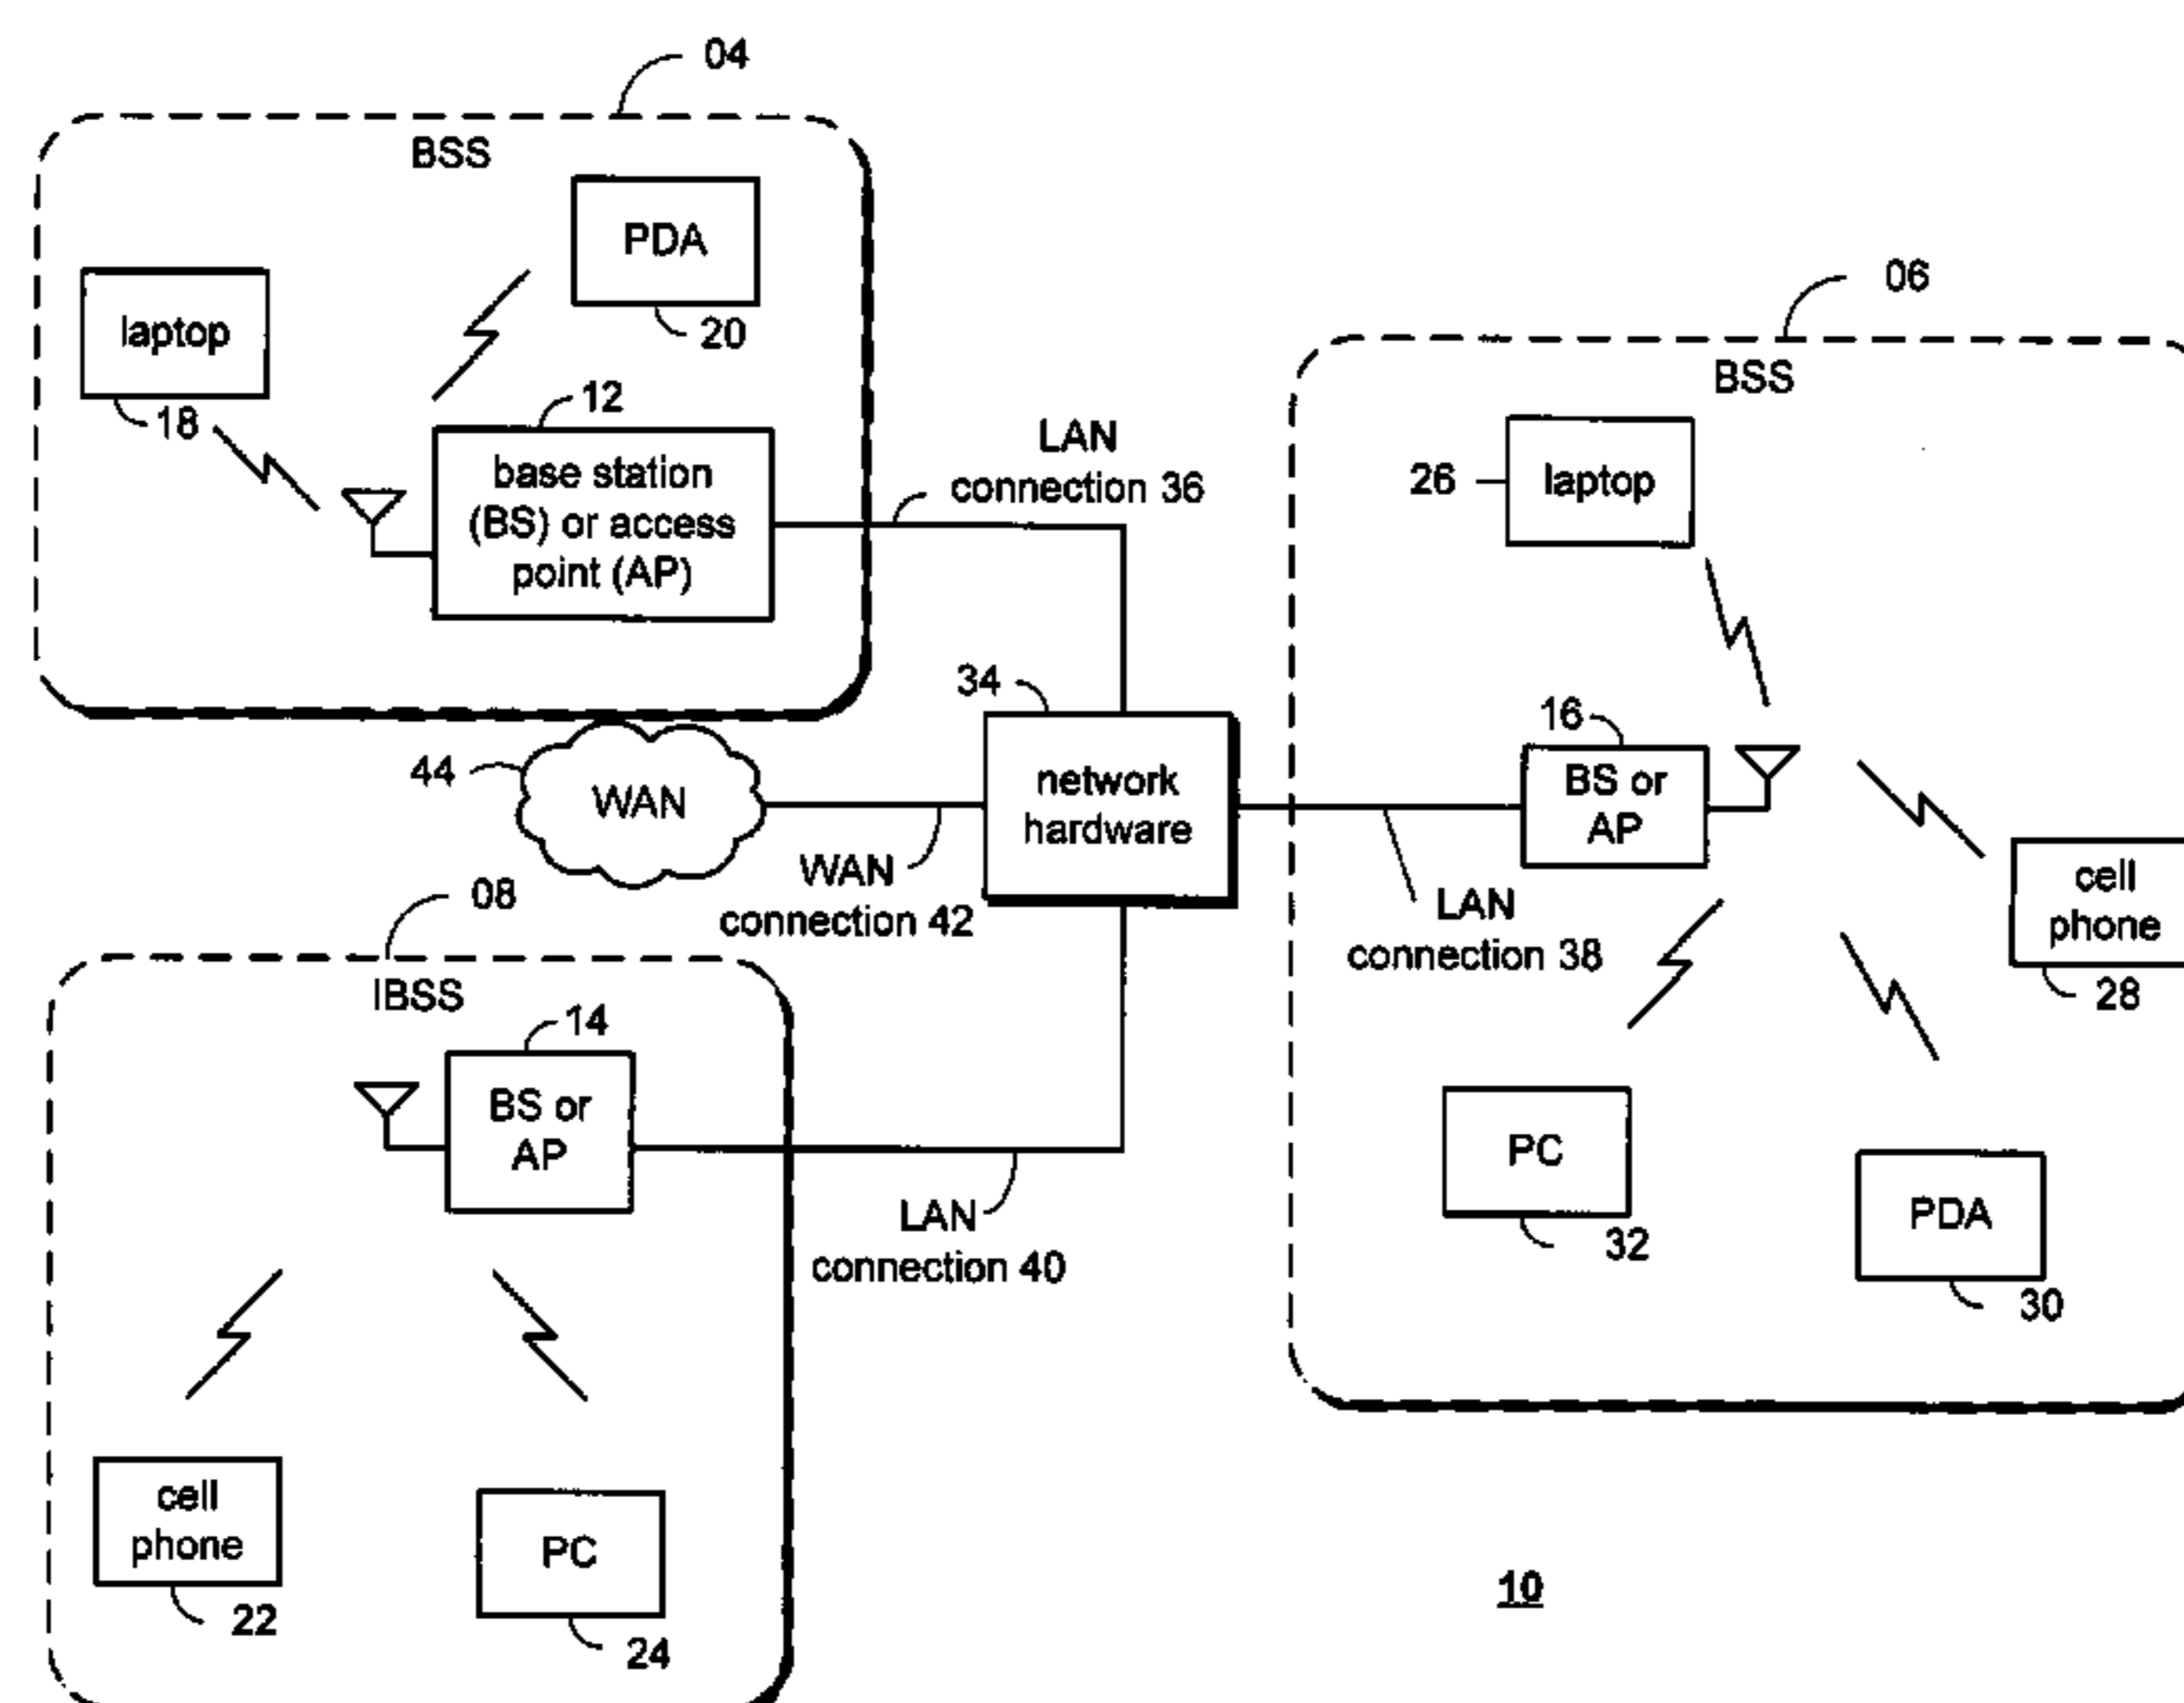 04
BSS
PDA
20
laptop
18
12
base station
(BS) or access
point (AP)
LAN
connection 36
06
BSS
26
laptop
34
network
hardware
44
WAN
WAN
connection 42
16
BS or
AP
LAN
connection 38
cell
phone
28
PC
32
PDA
30
08
IBSS
14
BS or
AP
LAN
connection 40
cell
phone
22
PC
24
10